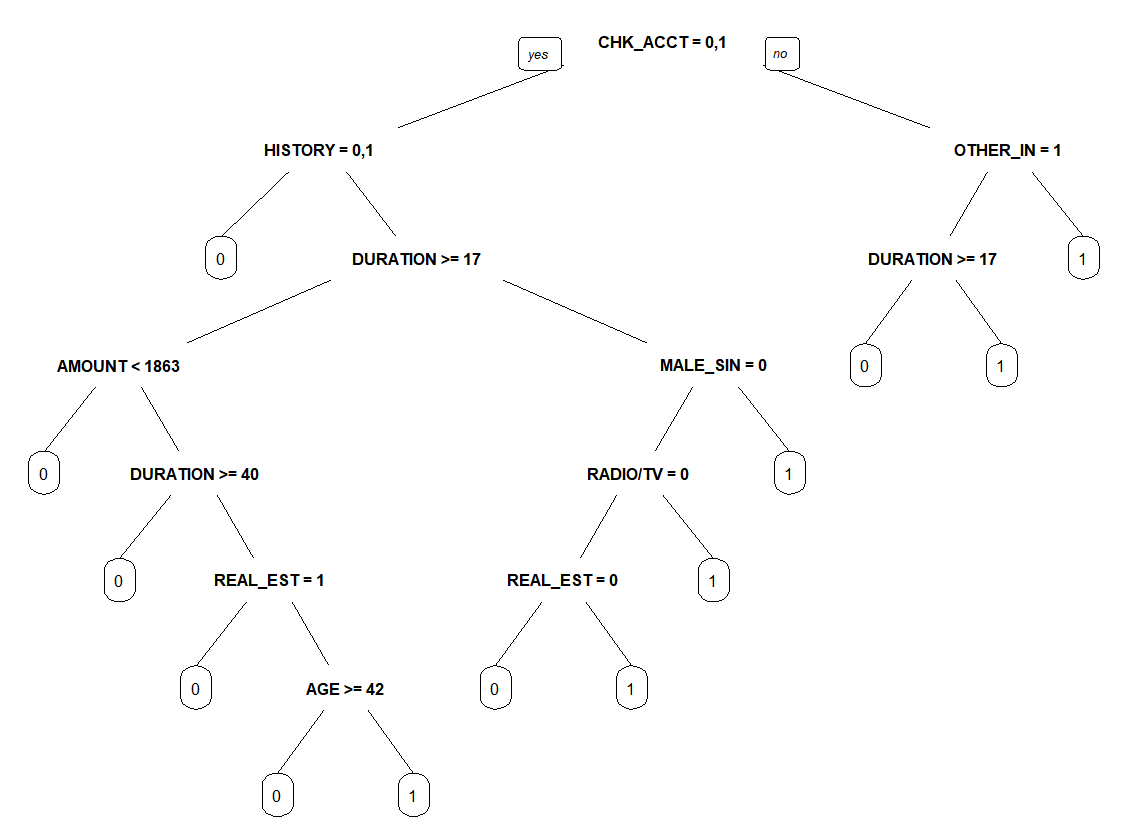 yes CHK_ACCT = 0,1 no
HISTORY = 0,1 OTHER_IN = 1
0 DURATION >= 17 DURATION >= 17 1
AMOUNT < 1863 MALE_SIN = 0 0 1
0 DURATION >= 40 RADIO/TV = 0 1
0 REAL_EST = 1 REAL_EST = 0 1
0 AGE >= 42 0 1
0 1